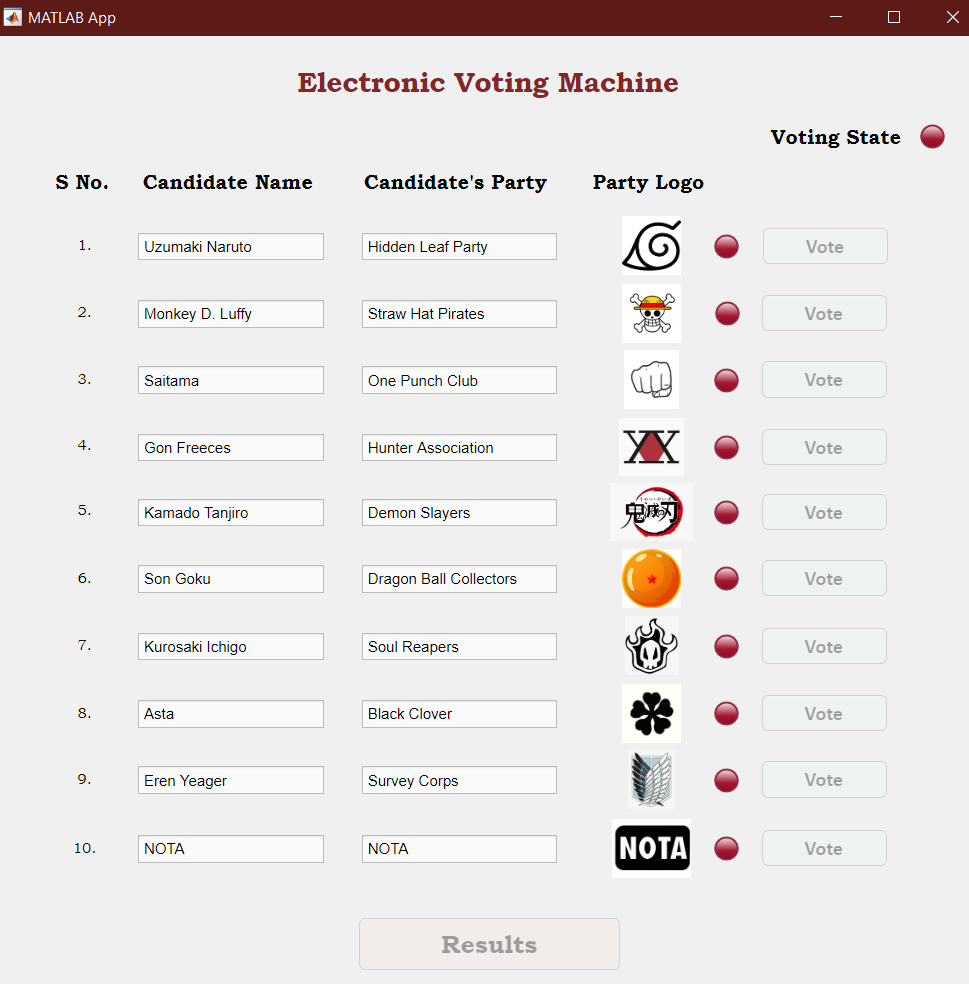 MATLAB App
Electronic Voting Machine
Voting State
S No. Candidate Name Candidate's Party Party Logo
1. Uzumaki Naruto Hidden Leaf Party Vote
2. Monkey D. Luffy Straw Hat Pirates Vote
3. Saitama One Punch Club Vote
4. Gon Freeces Hunter Association Vote
5. Kamado Tanjiro Demon Slayers 鬼滅の刃 Vote
6. Son Goku Dragon Ball Collectors Vote
7. Kurosaki Ichigo Soul Reapers Vote
8. Asta Black Clover Vote
9. Eren Yeager Survey Corps Vote
10. NOTA NOTA NOTA Vote
Results